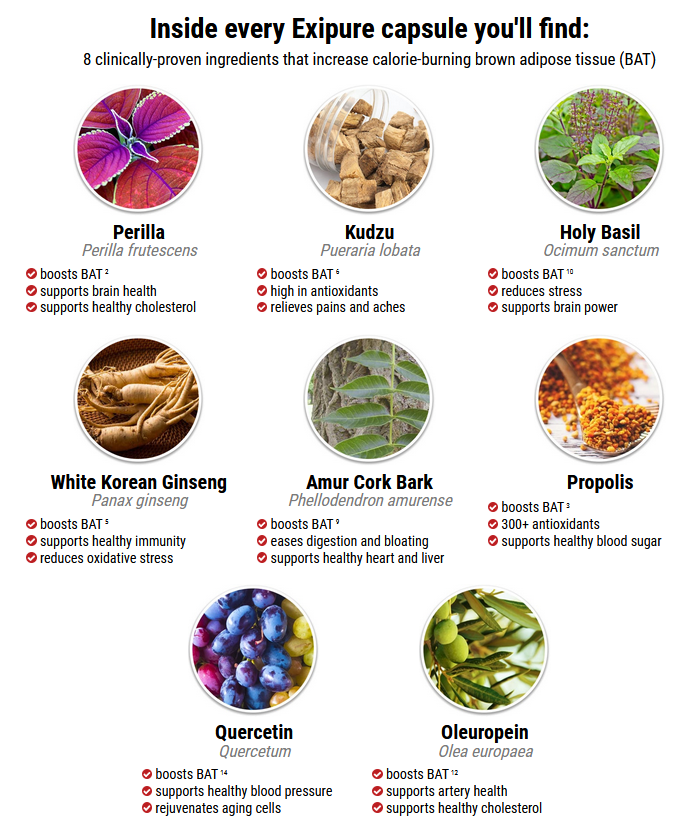 Inside every Exipure capsule you'll find:
8 clinically-proven ingredients that increase calorie-burning brown adipose tissue (BAT)
Perilla
Perilla frutescens
boosts BAT ²
supports brain health
supports healthy cholesterol
Kudzu
Pueraria lobata
boosts BAT ⁶
high in antioxidants
relieves pains and aches
Holy Basil
Ocimum sanctum
boosts BAT ¹⁰
reduces stress
supports brain power
White Korean Ginseng
Panax ginseng
boosts BAT ⁵
supports healthy immunity
reduces oxidative stress
Amur Cork Bark
Phellodendron amurense
boosts BAT ⁹
eases digestion and bloating
supports healthy heart and liver
Propolis
boosts BAT ³
300+ antioxidants
supports healthy blood sugar
Quercetin
Quercetum
boosts BAT ¹⁴
supports healthy blood pressure
rejuvenates aging cells
Oleuropein
Olea europaea
boosts BAT ¹²
supports artery health
supports healthy cholesterol